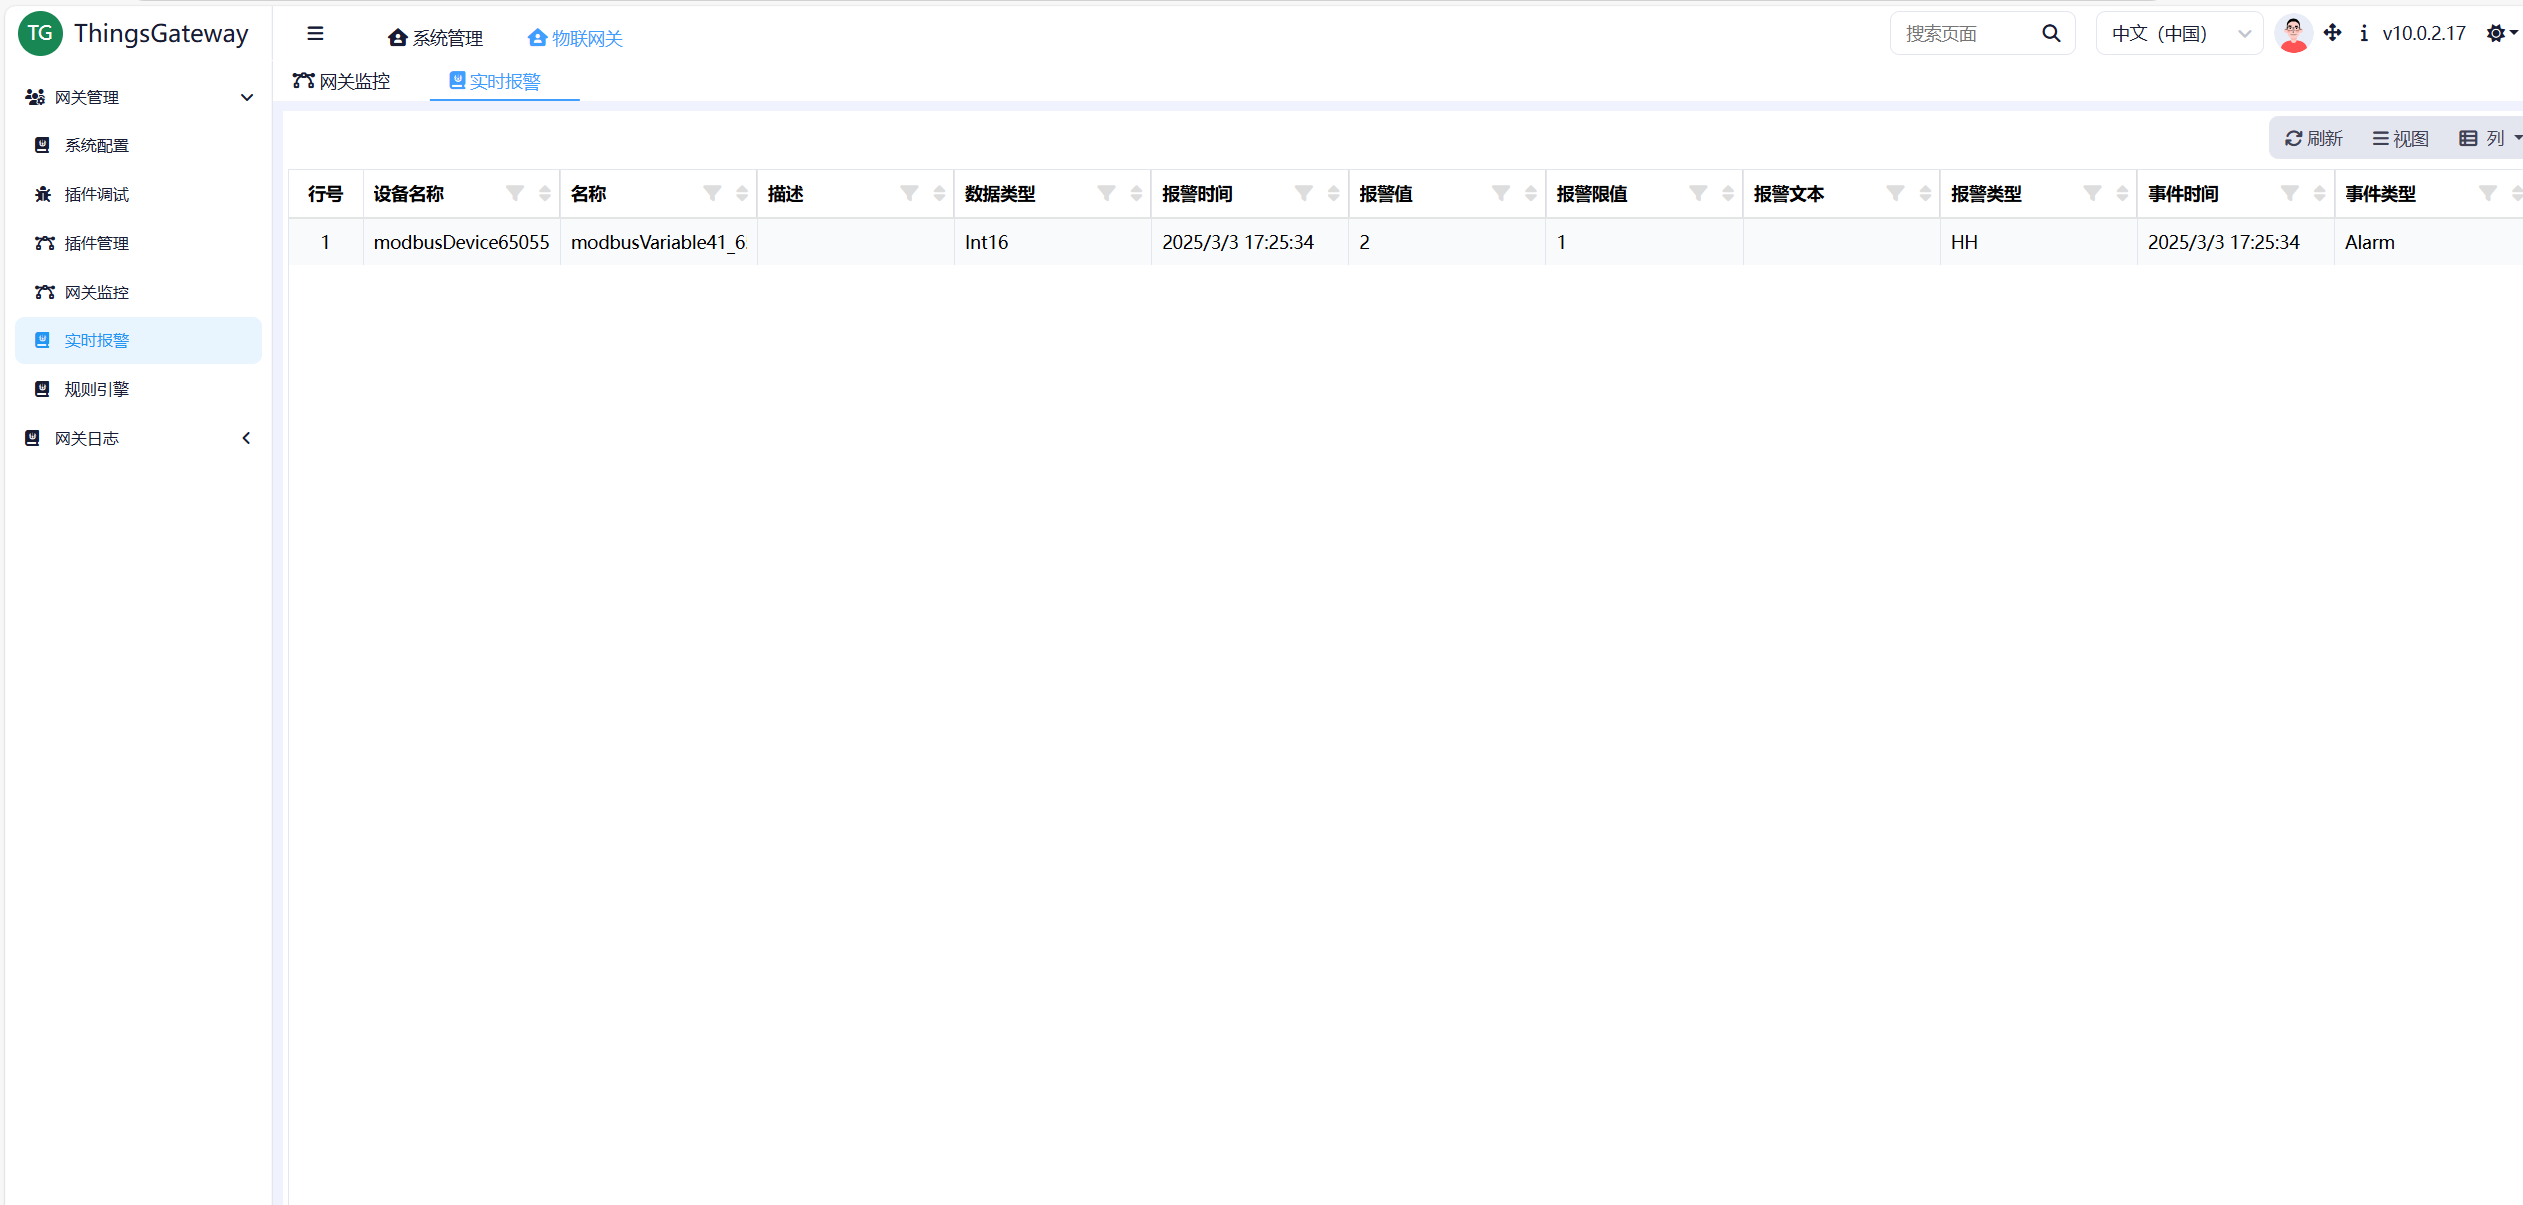 TG ThingsGateway
系统管理 物联网关
搜索页面 中文（中国） v10.0.2.17
网关监控 实时报警
网关管理
系统配置
插件调试
插件管理
网关监控
实时报警
规则引擎
网关日志
刷新 视图 列
行号 设备名称 名称 描述 数据类型 报警时间 报警值 报警限值 报警文本 报警类型 事件时间 事件类型
1 modbusDevice65055 modbusVariable41_6 Int16 2025/3/3 17:25:34 2 1 HH 2025/3/3 17:25:34 Alarm